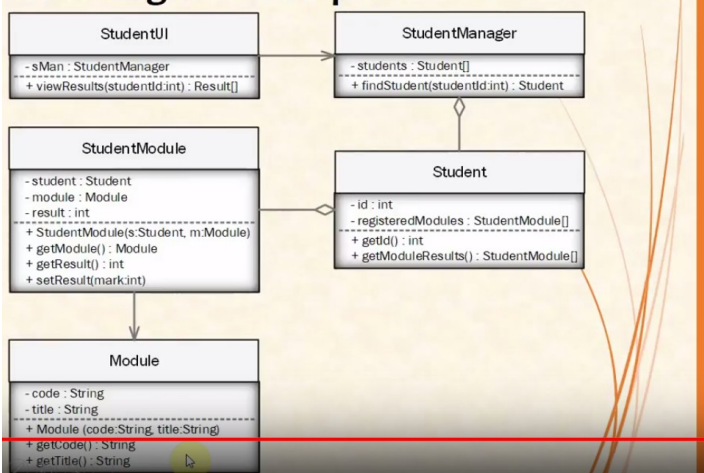 StudentUI
- sMan : StudentManager
+ viewResults(studentId:int) : Result[]
StudentManager
- students : Student[]
+ findStudent(studentId:int) : Student
StudentModule
- student : Student
- module : Module
- result : int
+ StudentModule(s:Student, m:Module)
+ getModule() : Module
+ getResult() : int
+ setResult(mark:int)
Student
- id : int
- registeredModules : StudentModule[]
+ getId() : int
+ getModuleResults() : StudentModule[]
Module
- code : String
- title : String
+ Module (code:String, title:String)
+ getCode() : String
+ getTitle() : String